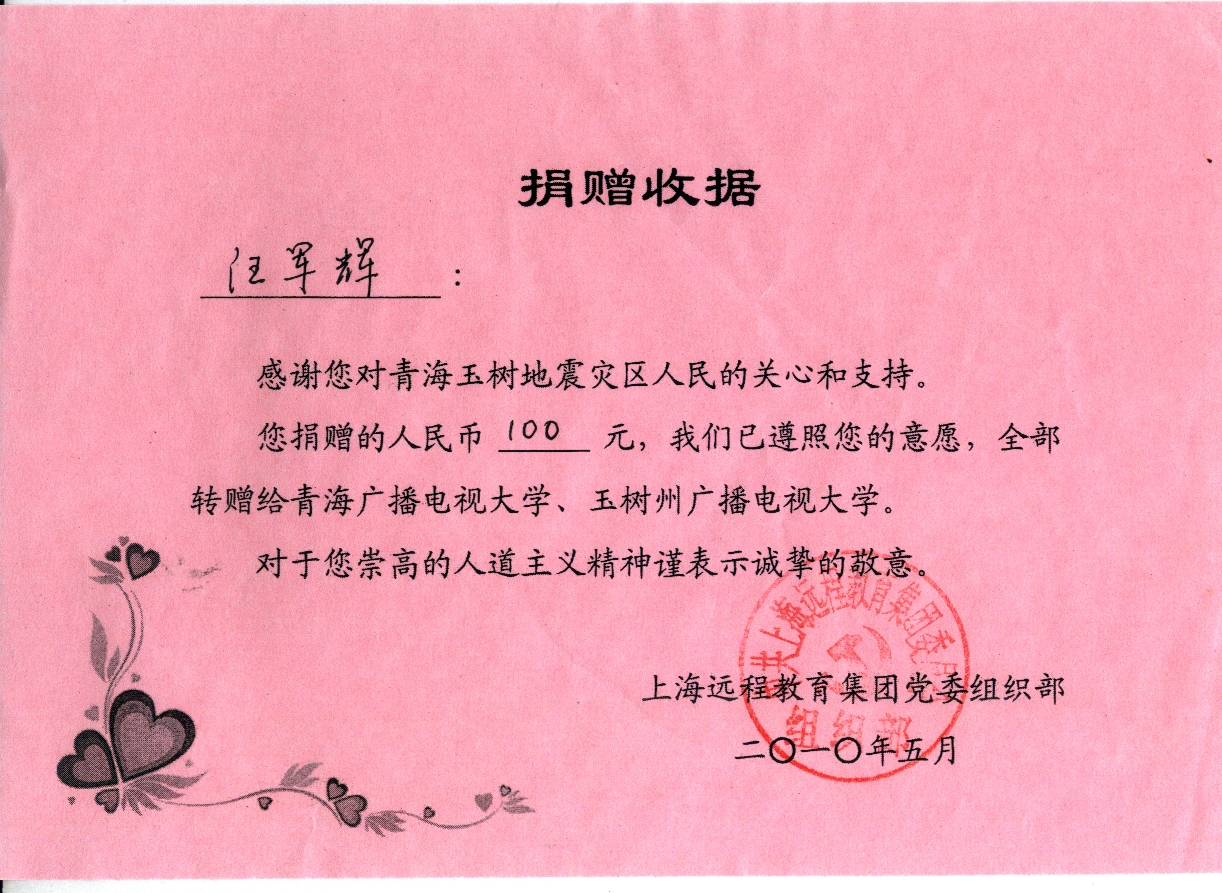 捐赠收据
汪军辉：
感谢您对青海玉树地震灾区人民的关心和支持。
您捐赠的人民币 100 元，我们已遵照您的意愿，全部
转赠给青海广播电视大学、玉树州广播电视大学。
对于您崇高的人道主义精神谨表示诚挚的敬意。
上海远程教育集团党委组织部
二〇一〇年五月
共上海远程教育集团委
组织部